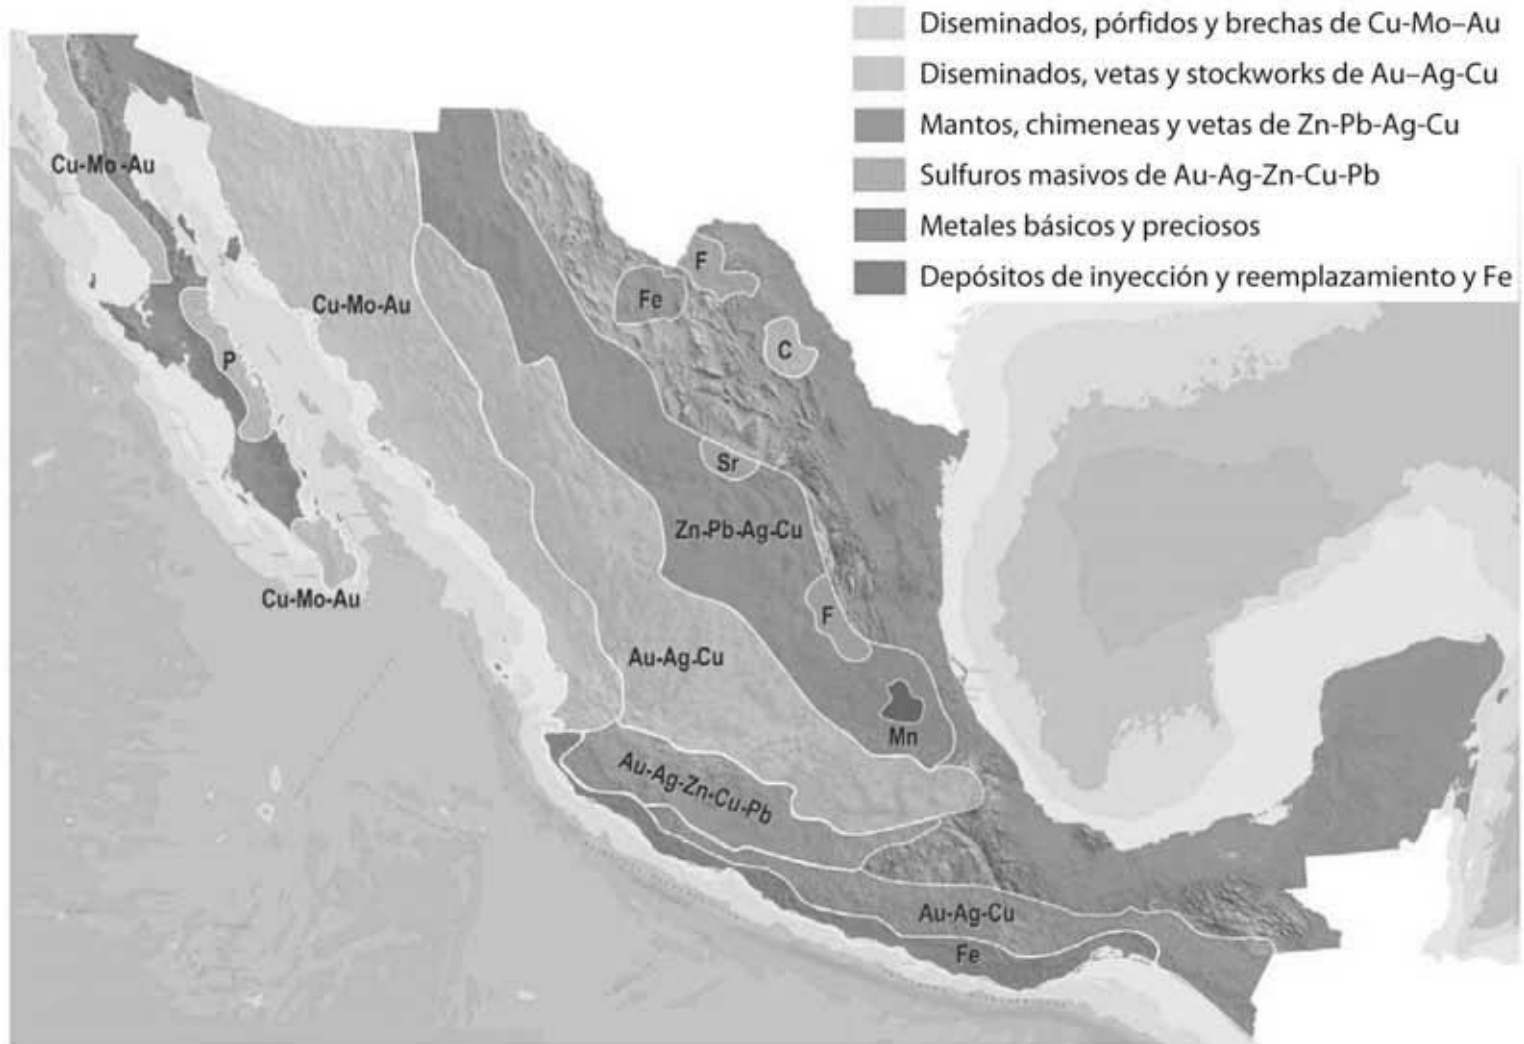 Diseminados, pórfidos y brechas de Cu-Mo–Au
Diseminados, vetas y stockworks de Au–Ag-Cu
Mantos, chimeneas y vetas de Zn-Pb-Ag-Cu
Sulfuros masivos de Au-Ag-Zn-Cu-Pb
Metales básicos y preciosos
Depósitos de inyección y reemplazamiento y Fe
Cu-Mo-Au
F
Fe
Cu-Mo-Au
C
P
Sr
Zn-Pb-Ag-Cu
Cu-Mo-Au
F
Au-Ag-Cu
Mn
Au-Ag-Zn-Cu-Pb
Au-Ag-Cu
Fe